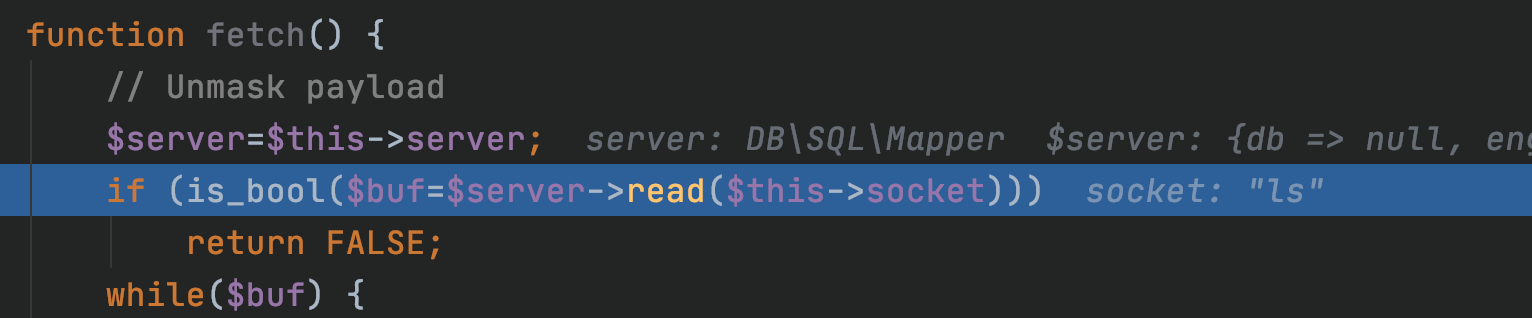 function fetch() {
// Unmask payload
$server=$this->server; server: DB\SQL\Mapper $server: {db => null, eng
if (is_bool($buf=$server->read($this->socket))) socket: "ls"
return FALSE;
while($buf) {